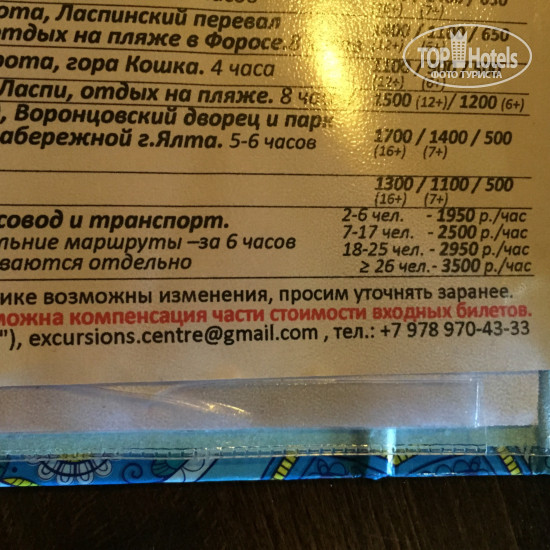 ота, Ласпинский перевал
отдых на пляже в Форосе. 8
1400 / 1100 / 650
TOP Hotels
ФОТО ТУРИСТА
рота, гора Кошка. 4 часа
Ласпи, отдых на пляже. 8
1500 (12+) / 1200 (6+)
), Воронцовский дворец и парк
абережной г.Ялта. 5-6 часов
1700 / 1400 / 500
(16+) (7+)
1300 / 1100 / 500
(16+) (7+)
совод и транспорт.
2-6 чел. - 1950 р./час
льные маршруты –за 6 часов
7-17 чел. - 2500 р./час
ваются отдельно
18-25 чел. - 2950 р./час
≥ 26 чел.- 3500 р./час
ике возможны изменения, просим уточнять заранее.
можна компенсация части стоимости входных билетов.
"), excursions.centre@gmail.com , тел.: +7 978 970-43-33